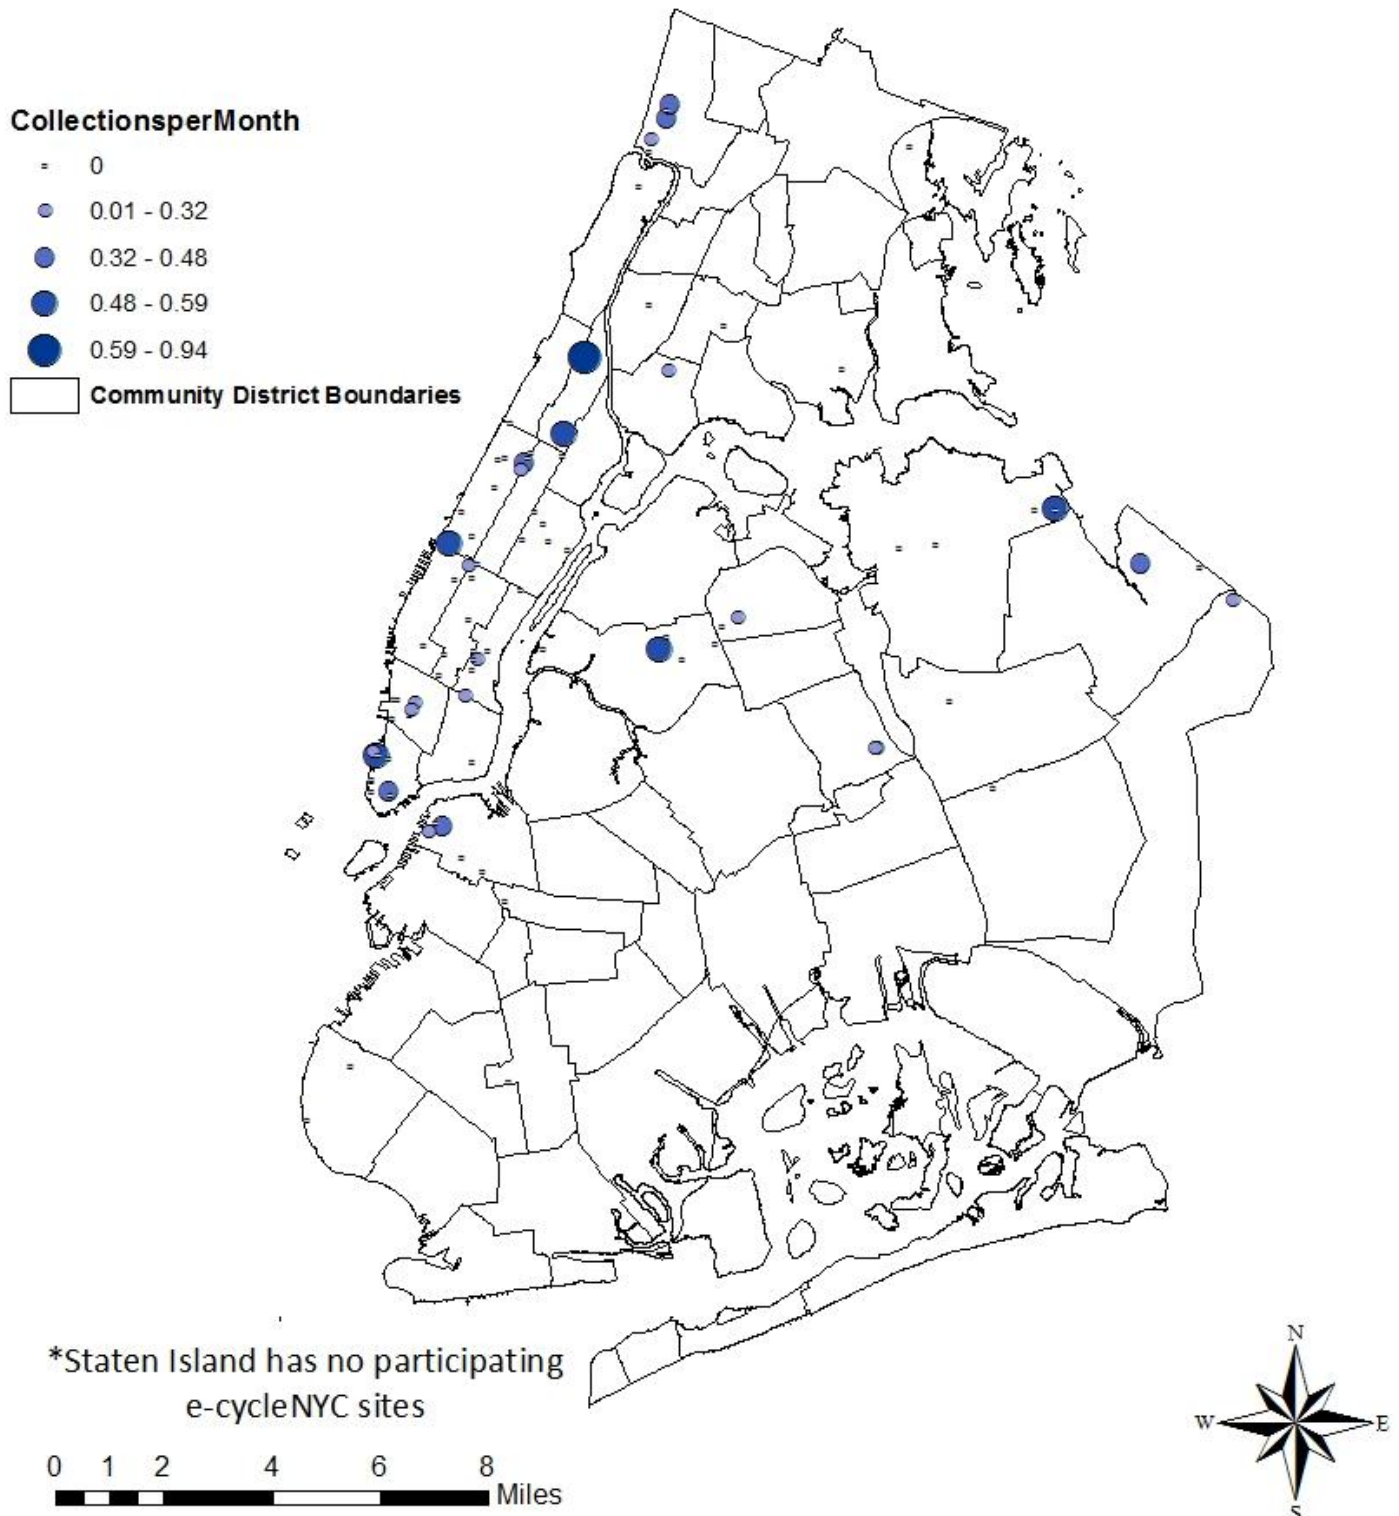 CollectionsperMonth
0
0.01 - 0.32
0.32 - 0.48
0.48 - 0.59
0.59 - 0.94
Community District Boundaries
*Staten Island has no participating
e-cycleNYC sites
0 1 2 4 6 8
Miles
N
W E
S